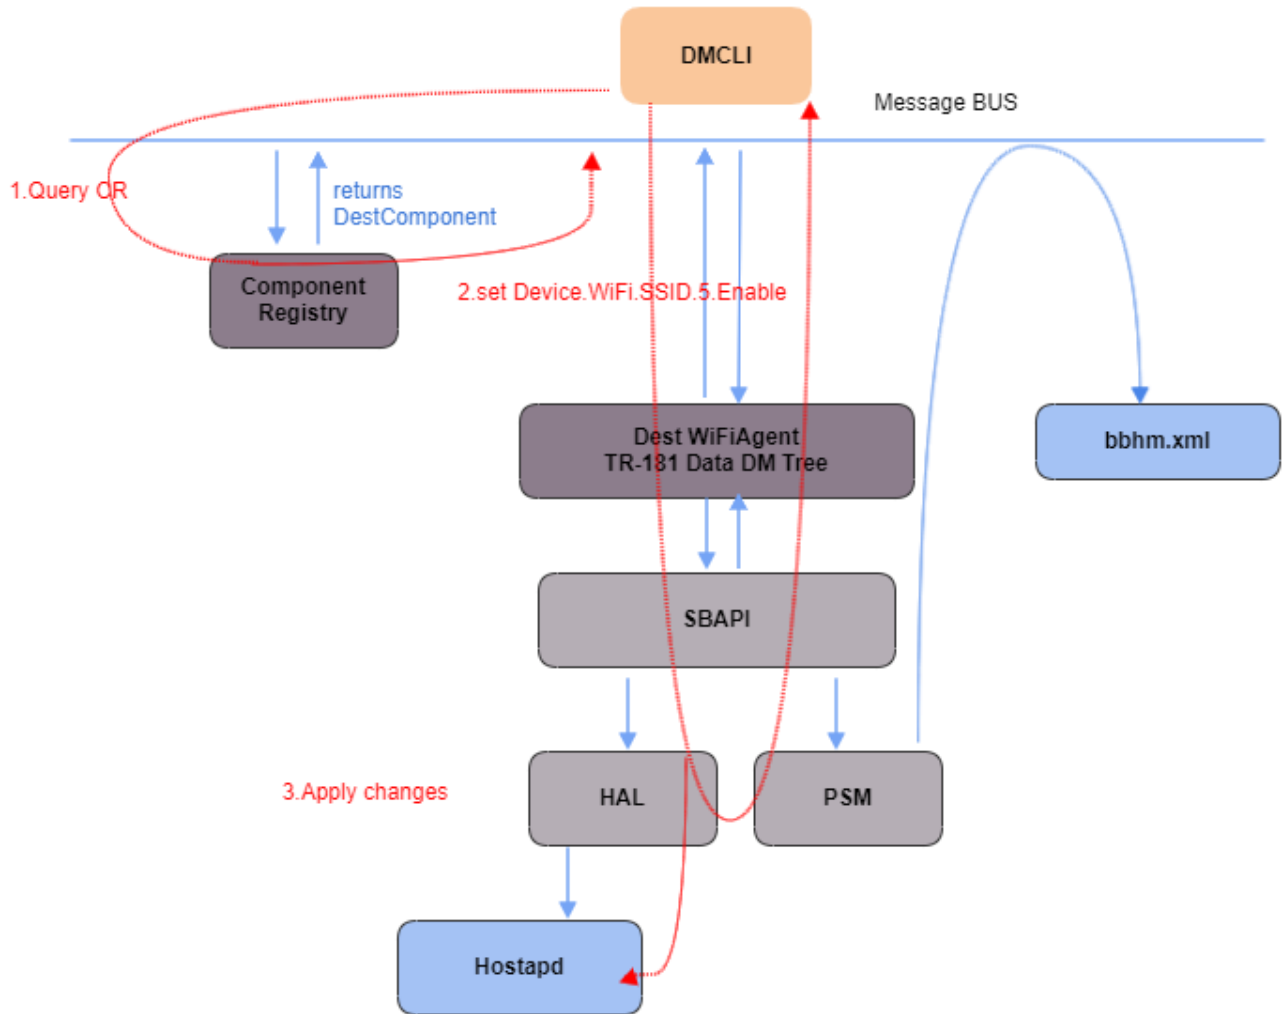 DMCLI
Message BUS
1.Query CR
returns
DestComponent
Component
Registry
2.set Device.WiFi.SSID.5.Enable
Dest WiFiAgent
TR-181 Data DM Tree
bbhm.xml
SBAPI
3.Apply changes
HAL
PSM
Hostapd